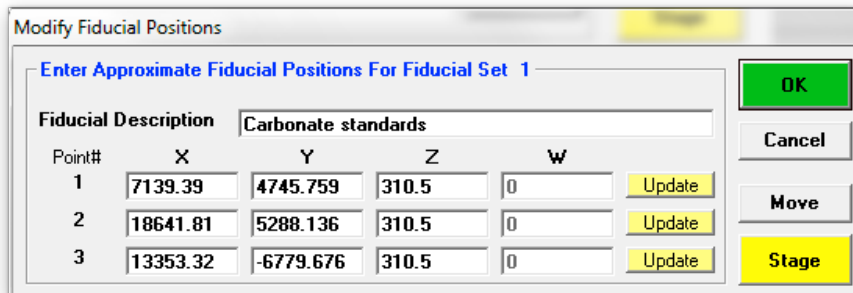 Stage
Modify Fiducial Positions
Enter Approximate Fiducial Positions For Fiducial Set 1
OK
Fiducial Description Carbonate standards
Cancel
Point# X Y Z W
1 7139.39 4745.759 310.5 0 Update
Move
2 18641.81 5288.136 310.5 0 Update
3 13353.32 -6779.676 310.5 0 Update
Stage